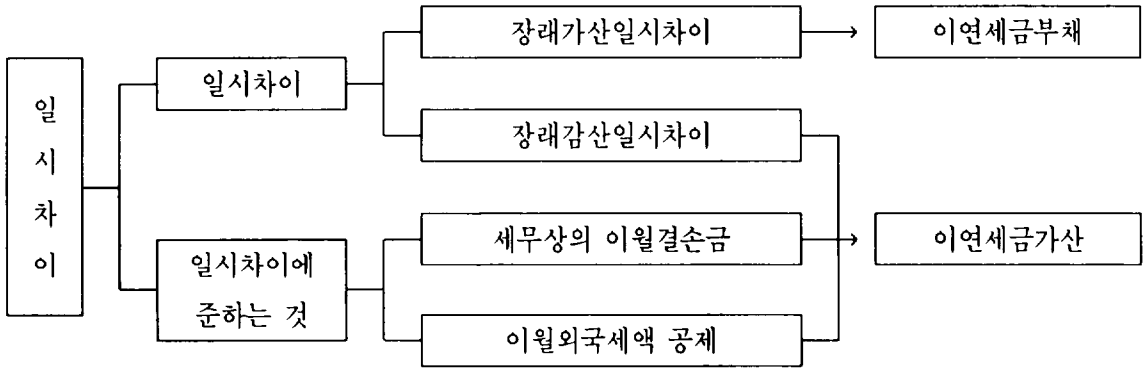 일시차이
일시차이
장래가산일시차이
이연세금부채
장래감산일시차이
일시차이에
준하는 것
세무상의 이월결손금
이연세금가산
이월외국세액 공제